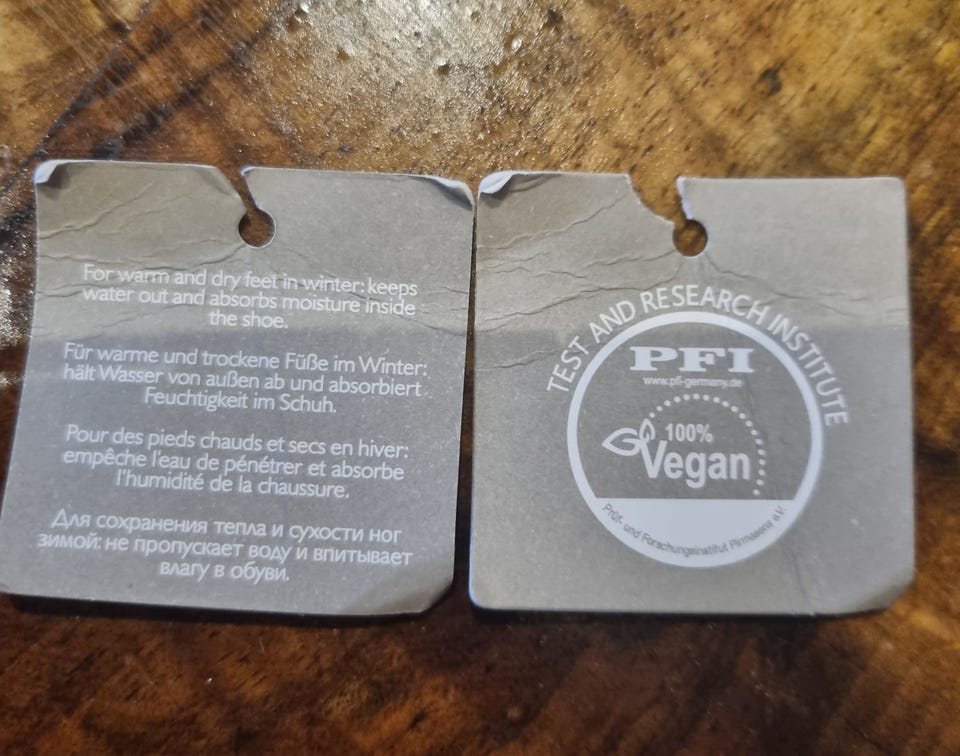 For warm and dry feet in winter: keeps
water out and absorbs moisture inside
the shoe.
Für warme und trockene Füße im Winter:
hält Wasser von außen ab und absorbiert
Feuchtigkeit im Schuh.
Pour des pieds chauds et secs en hiver:
empêche l'eau de pénétrer et absorbe
l'humidité de la chaussure.
Для сохранения тепла и сухости ног
зимой: не пропускает воду и впитывает
влагу в обуви.
TEST AND RESEARCH INSTITUTE
PFI
www.pfi-germany.de
100%
Vegan
Prüf- und Forschungsinstitut Pirmasens e.V.